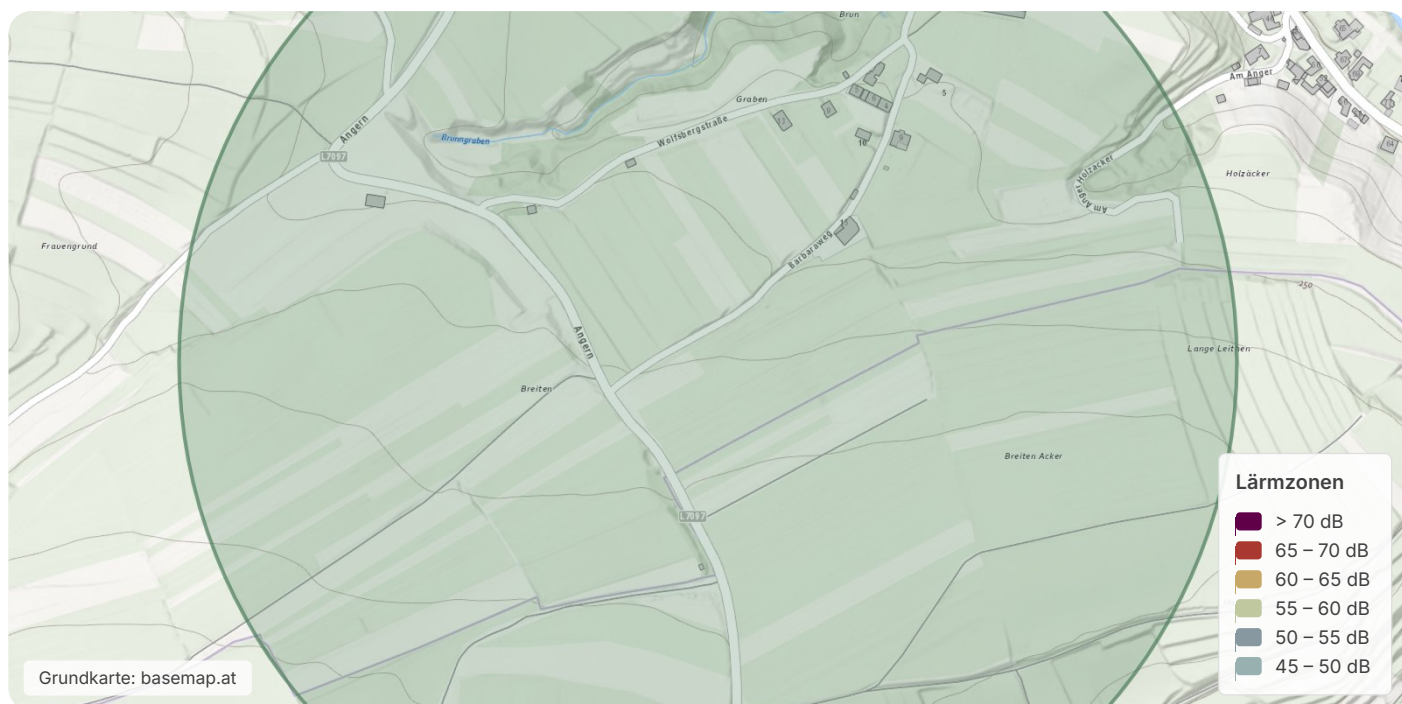 Brun
Am Anger
5
Graben
Angern
Brunngraben
Wolfsbergstraße
10
L7097
Holzäcker
Holzäcker
Am Anger
Frauengrund
Barbaraweg
250
Angern
Lange Leithen
Breiten
Breiten Acker
L7097
Lärmzonen
> 70 dB
65 – 70 dB
60 – 65 dB
55 – 60 dB
50 – 55 dB
45 – 50 dB
Grundkarte: basemap.at